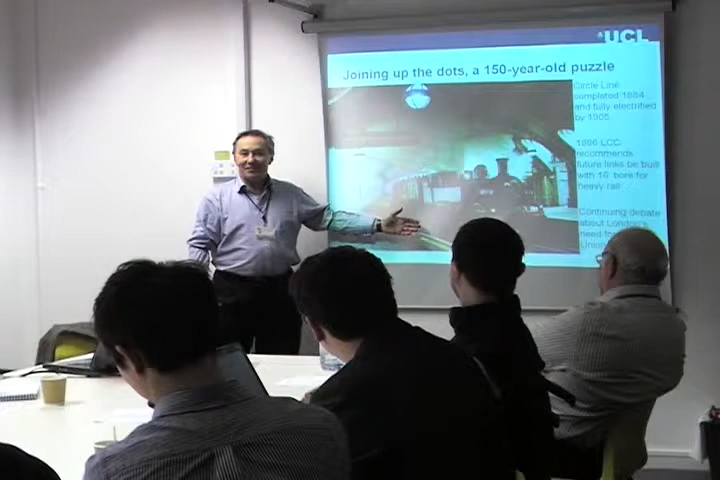 UCL
Joining up the dots, a 150-year-old puzzle
Circle Line
completed 1884
and fully electrified
by 1905.
1896 LCC
recommends
future links be built
with 16' bore for
heavy rail
Continuing debate
about London's
need for
Union